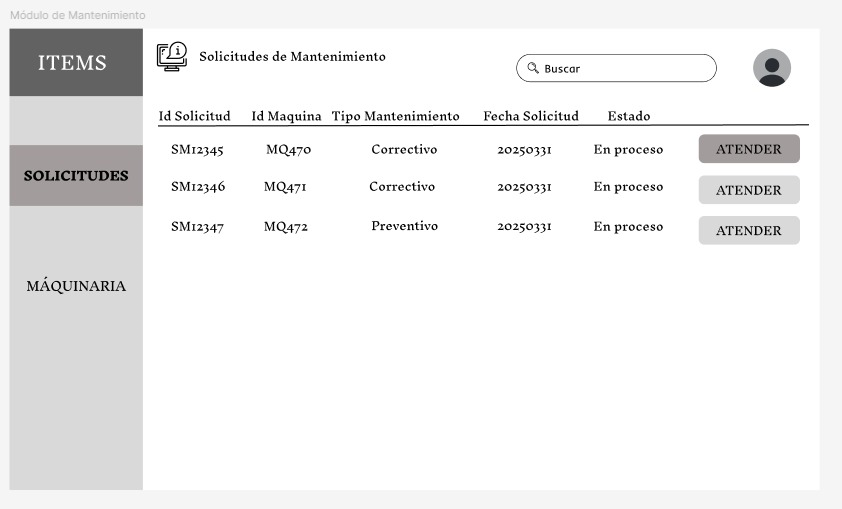 Módulo de Mantenimiento
ITEMS
Solicitudes de Mantenimiento
Buscar
Id Solicitud Id Maquina Tipo Mantenimiento Fecha Solicitud Estado
SM12345 MQ470 Correctivo 20250331 En proceso ATENDER
SOLICITUDES
SM12346 MQ471 Correctivo 20250331 En proceso ATENDER
SM12347 MQ472 Preventivo 20250331 En proceso ATENDER
MÁQUINARIA